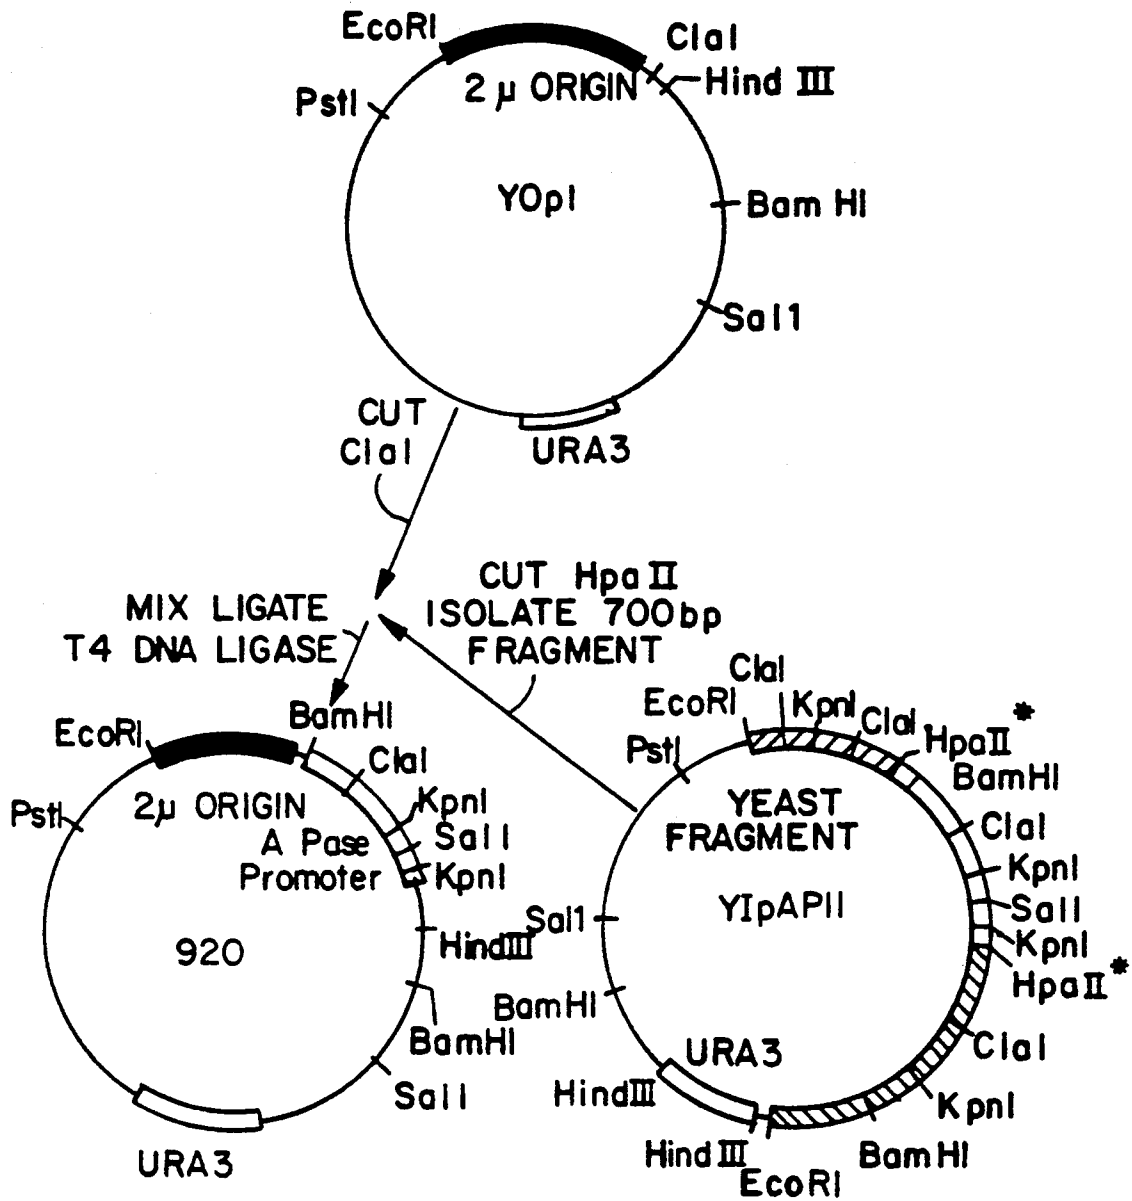 EcoRI
ClaI
2 μ ORIGIN
Hind III
PstI
YOp1
Bam HI
Sal1
URA3
CUT
ClaI
CUT HpaII
ISOLATE 700bp
FRAGMENT
MIX LIGATE
T4 DNA LIGASE
EcoRI
BamHI
ClaI
KpnI
SalI
KpnI
PstI
2μ ORIGIN
A Pase
Promoter
920
HindIII
BamHI
SalI
URA3
ClaI
EcoRI
KpnI
ClaI
HpaII*
PstI
BamHI
YEAST
FRAGMENT
ClaI
KpnI
YIpAPII
Sal1
SalI
KpnI
HpaII*
BamHI
URA3
ClaI
HindIII
KpnI
Hind III
BamHI
EcoRI